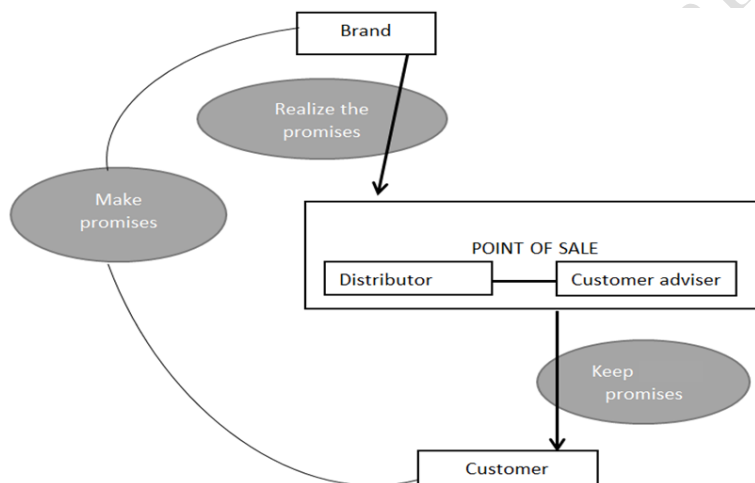 Brand
Realize the
promises
Make
promises
POINT OF SALE
Distributor
Customer adviser
Keep
promises
Customer